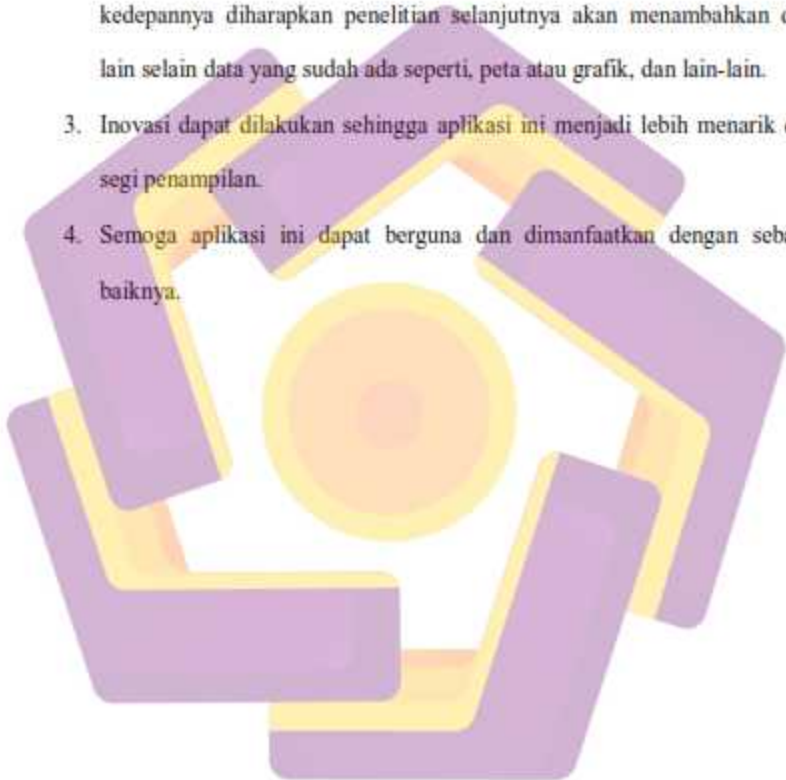 kedepannya diharapkan penelitian selanjutnya akan menambahkan
lain selain data yang sudah ada seperti, peta atau grafik, dan lain-lain.
3. Inovasi dapat dilakukan sehingga aplikasi ini menjadi lebih menarik
segi penampilan.
4. Semoga aplikasi ini dapat berguna dan dimanfaatkan dengan
baiknya.